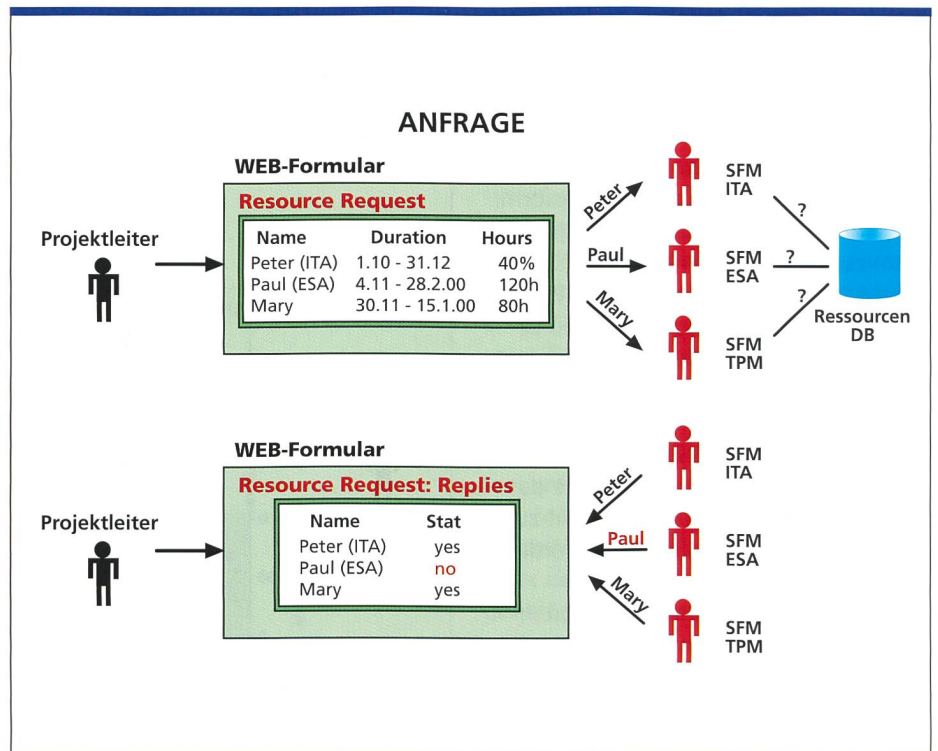 ANFRAGE
WEB-Formular
Resource Request
Name Duration Hours
Peter (ITA) 1.10 - 31.12 40%
Paul (ESA) 4.11 - 28.2.00 120h
Mary 30.11 - 15.1.00 80h
Projektleiter
Peter
Paul
Mary
SFM
ITA
SFM
ESA
SFM
TPM
?
?
?
Ressourcen
DB
WEB-Formular
Resource Request: Replies
Name Stat
Peter (ITA) yes
Paul (ESA) no
Mary yes
Projektleiter
Peter
Paul
Mary
SFM
ITA
SFM
ESA
SFM
TPM